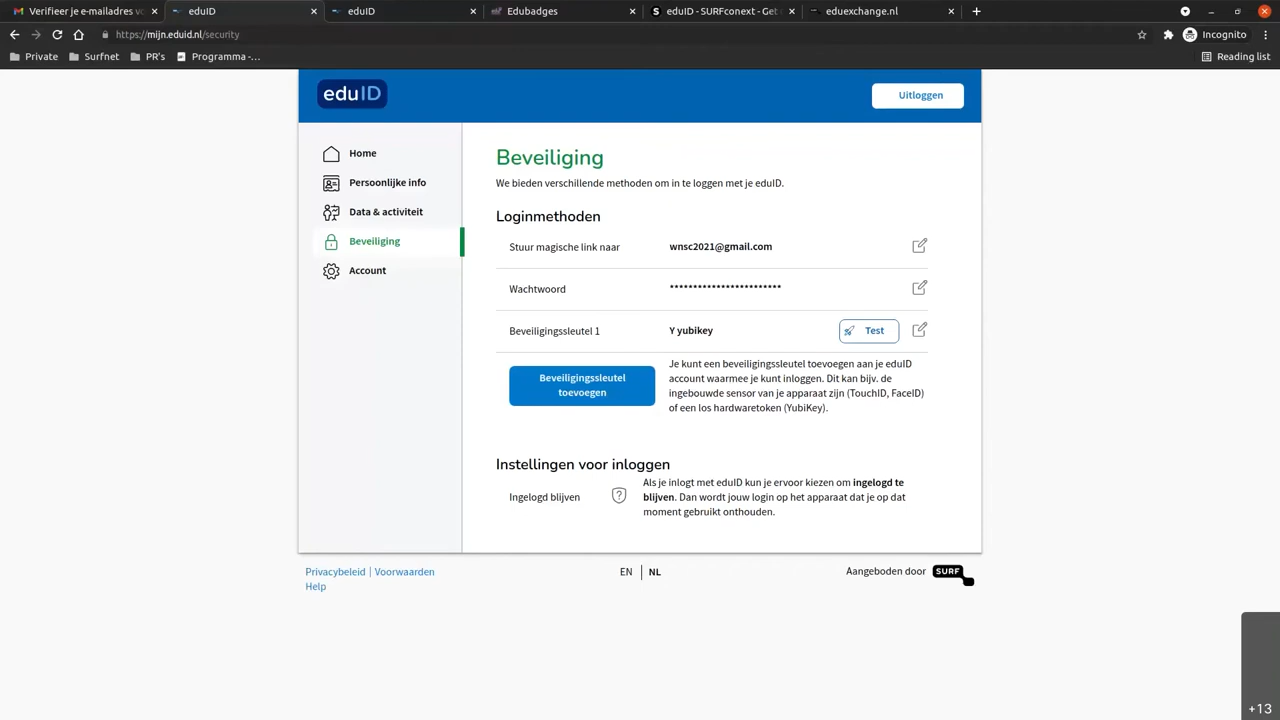 Verifieer je e-mailadres vo
eduID
eduID
Edubadges
eduID - SURFconext - Get
eduexchange.nl
https://mijn.eduid.nl/security
Incognito
Private
Surfnet
PR's
Programma -...
Reading list
eduID
Uitloggen
Home
Persoonlijke info
Data & activiteit
Beveiliging
Account
Beveiliging
We bieden verschillende methoden om in te loggen met je eduID.
Loginmethoden
Stuur magische link naar wnsc2021@gmail.com
Wachtwoord ************************
Beveiligingssleutel 1 Y yubikey Test
Beveiligingssleutel
toevoegen
Je kunt een beveiligingssleutel toevoegen aan je eduID
account waarmee je kunt inloggen. Dit kan bijv. de
ingebouwde sensor van je apparaat zijn (TouchID, FaceID)
of een los hardwaretoken (YubiKey).
Instellingen voor inloggen
Ingelogd blijven
Als je inlogt met eduID kun je ervoor kiezen om ingelogd te
blijven. Dan wordt jouw login op het apparaat dat je op dat
moment gebruikt onthouden.
Privacybeleid | Voorwaarden
Help
EN | NL
Aangeboden door SURF
+13